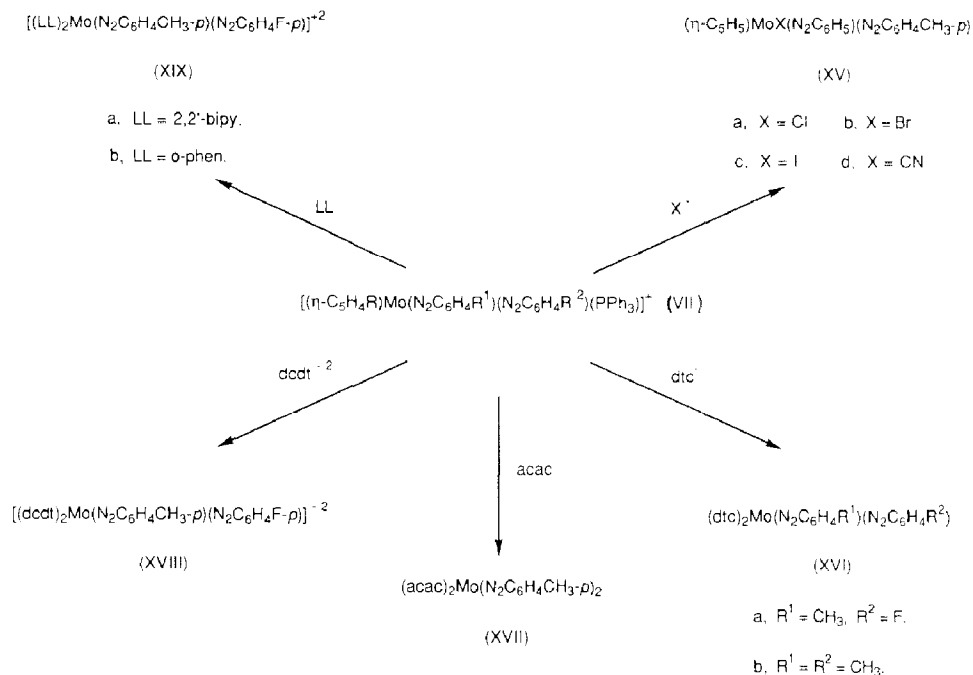 [(LL)₂Mo(N₂C₆H₄CH₃-p)(N₂C₆H₄F-p)]⁺²
(XIX)
a, LL = 2,2'-bipy.
b, LL = o-phen.
(η-C₅H₅)MoX(N₂C₆H₅)(N₂C₆H₄CH₃-p)
(XV)
a, X = Cl b. X = Br
c. X = I d. X = CN
LL
X⁻
[(η-C₅H₄R)Mo(N₂C₆H₄R¹)(N₂C₆H₄R²)(PPh₃)]⁺ (VII)
dcdt⁻²
dtc⁻
acac
[(dcdt)₂Mo(N₂C₆H₄CH₃-p)(N₂C₆H₄F-p)]⁻²
(XVIII)
(acac)₂Mo(N₂C₆H₄CH₃-p)₂
(XVII)
(dtc)₂Mo(N₂C₆H₄R¹)(N₂C₆H₄R²)
(XVI)
a, R¹ = CH₃, R² = F.
b, R¹ = R² = CH₃.